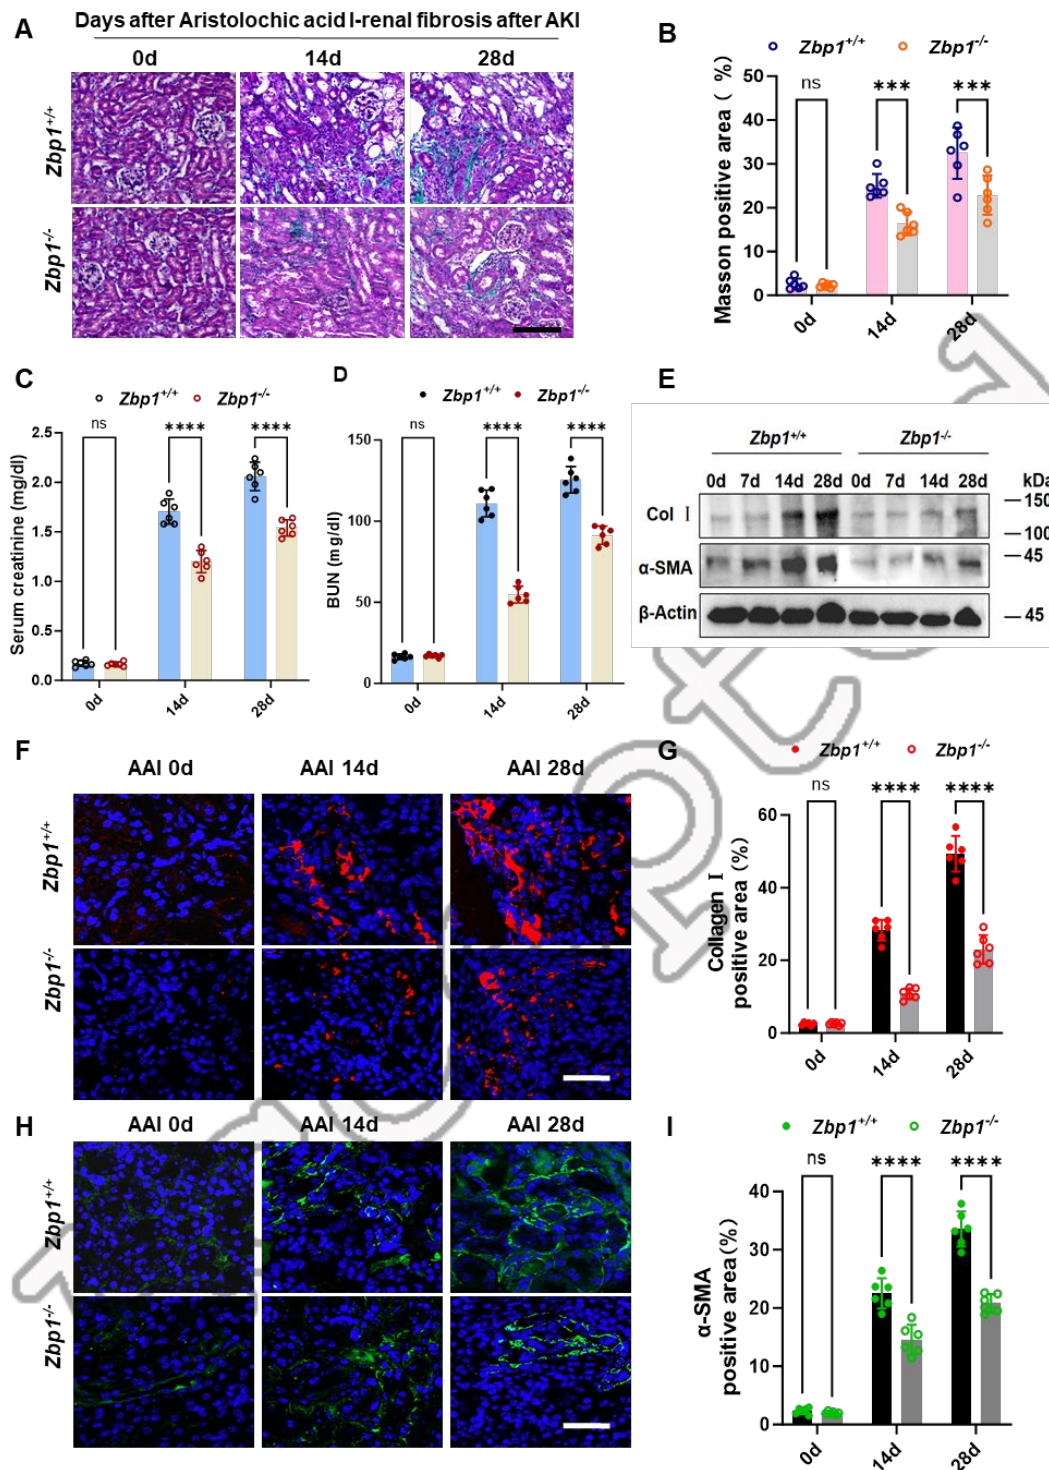 A
Days after Aristolochic acid I-renal fibrosis after AKI
0d 14d 28d
Zbp1+/+
Zbp1-/-
B
Zbp1+/+ Zbp1-/-
Masson positive area ( %)
ns *** ***
50
40
30
20
10
0
0d 14d 28d
C
Zbp1+/+ Zbp1-/-
Serum creatinine (mg/dl)
ns **** ****
2.5
2.0
1.5
1.0
0.5
0.0
0d 14d 28d
D
Zbp1+/+ Zbp1-/-
BUN (mg/dl)
ns **** ****
150
100
50
0
0d 14d 28d
E
Zbp1+/+ Zbp1-/-
0d 7d 14d 28d 0d 7d 14d 28d kDa
Col I
150
100
α-SMA
45
β-Actin
45
F
AAI 0d AAI 14d AAI 28d
Zbp1+/+
Zbp1-/-
G
Zbp1+/+ Zbp1-/-
Collagen I
positive area (%)
ns **** ****
60
40
20
0
0d 14d 28d
H
AAI 0d AAI 14d AAI 28d
Zbp1+/+
Zbp1-/-
I
Zbp1+/+ Zbp1-/-
α-SMA
positive area(%)
ns **** ****
40
30
20
10
0
0d 14d 28d